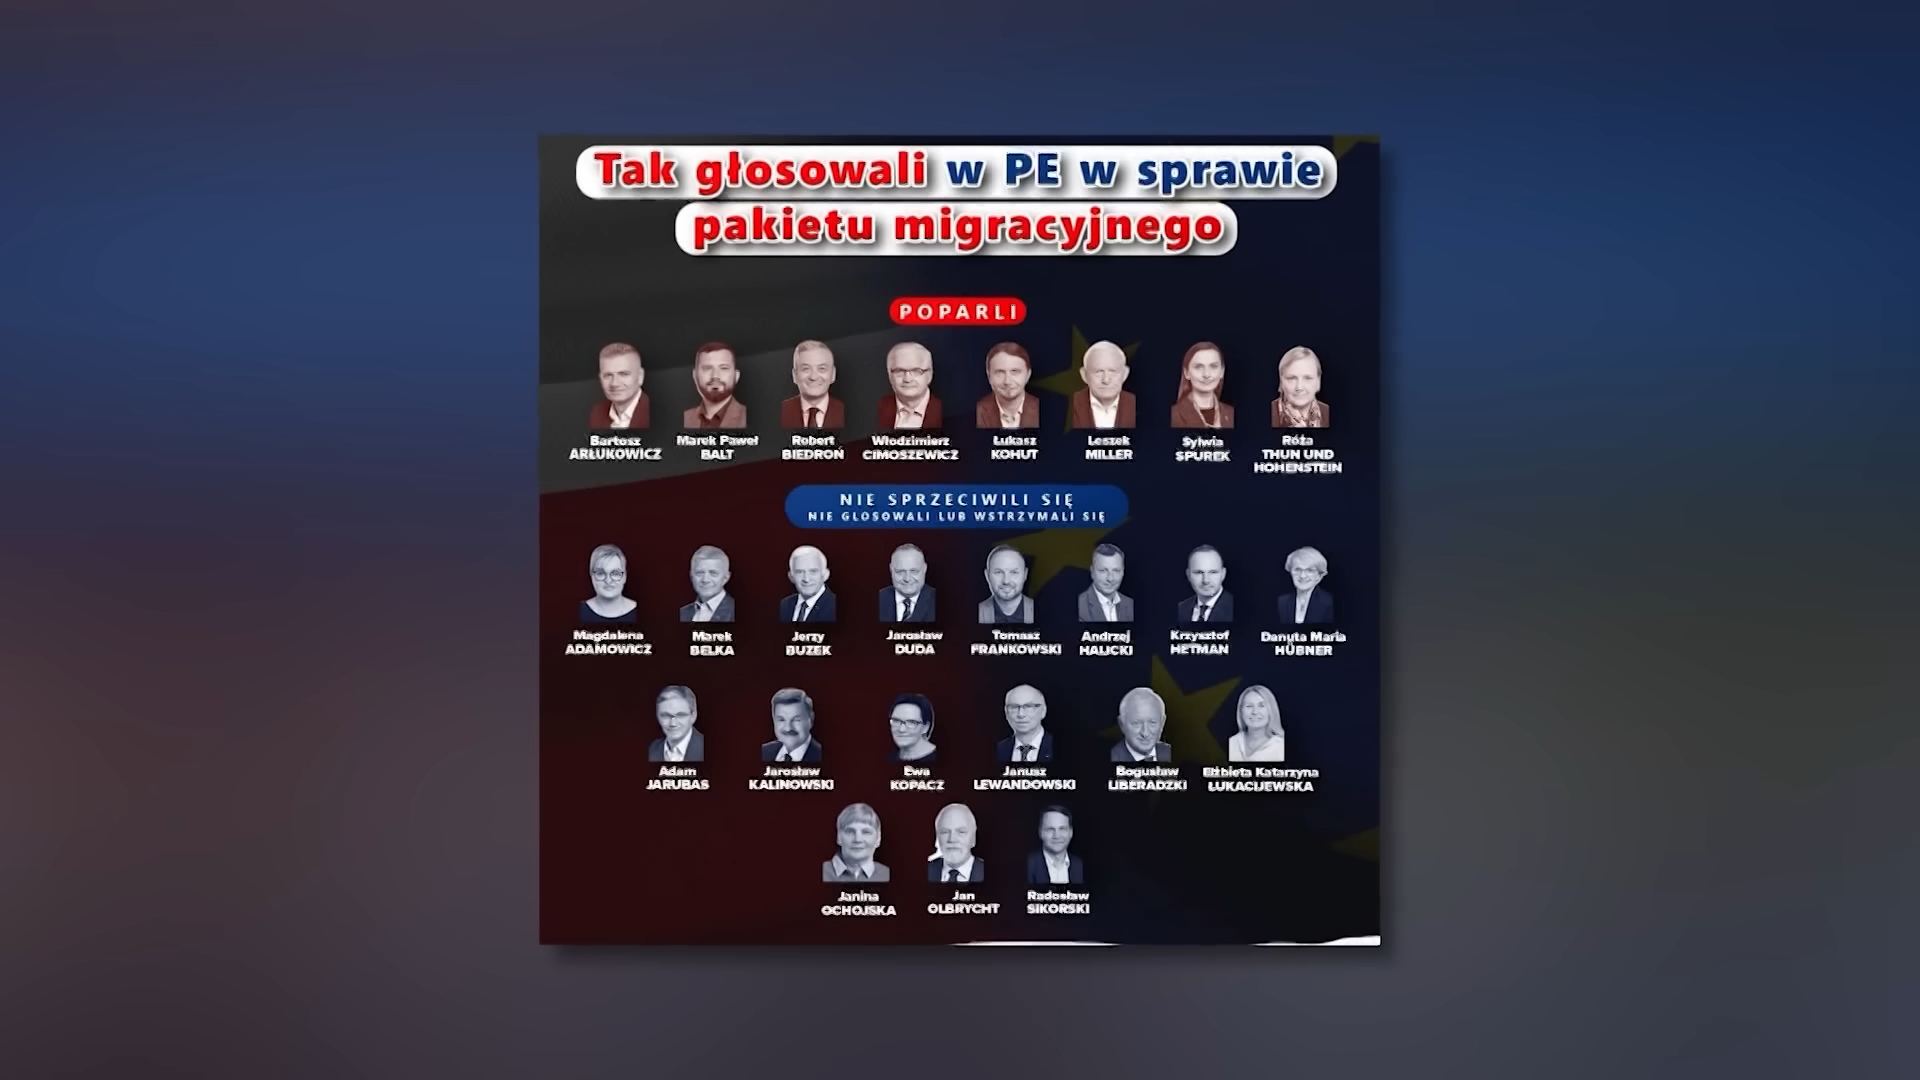 Tak głosowali w PE w sprawie
pakietu migracyjnego
POPARLI
Bartosz
ARŁUKOWICZ
Marek Paweł
BALT
Robert
BIEDROŃ
Włodzimierz
CIMOSZEWICZ
Łukasz
KOHUT
Leszek
MILLER
Sylwia
SPUREK
Róża
THUN UND
HOHENSTEIN
NIE SPRZECIWILI SIĘ
NIE GŁOSOWALI LUB WSTRZYMALI SIĘ
Magdalena
ADAMOWICZ
Marek
BELKA
Jerzy
BUZEK
Jarosław
DUDA
Tomasz
FRANKOWSKI
Andrzej
HALICKI
Krzysztof
HETMAN
Danuta Maria
HÜBNER
Adam
JARUBAS
Jarosław
KALINOWSKI
Ewa
KOPACZ
Janusz
LEWANDOWSKI
Bogusław
LIBERADZKI
Elżbieta Katarzyna
ŁUKACIJEWSKA
Janina
OCHOJSKA
Jan
OLBRYCHT
Radosław
SIKORSKI